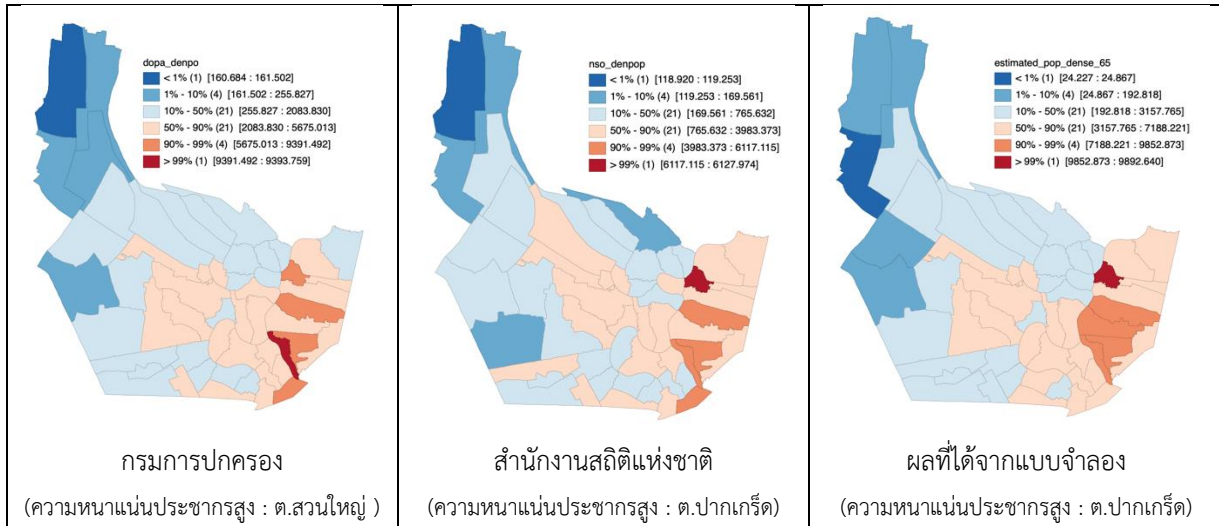 dopa_denpo
< 1% (1) [160.684 : 161.502]
1% - 10% (4) [161.502 : 255.827]
10% - 50% (21) [255.827 : 2083.830]
50% - 90% (21) [2083.830 : 5675.013]
90% - 99% (4) [5675.013 : 9391.492]
> 99% (1) [9391.492 : 9393.759]
กรมการปกครอง
(ความหนาแน่นประชากรสูง : ต.สวนใหญ่ )
nso_denpop
< 1% (1) [118.920 : 119.253]
1% - 10% (4) [119.253 : 169.561]
10% - 50% (21) [169.561 : 765.632]
50% - 90% (21) [765.632 : 3983.373]
90% - 99% (4) [3983.373 : 6117.115]
> 99% (1) [6117.115 : 6127.974]
สำนักงานสถิติแห่งชาติ
(ความหนาแน่นประชากรสูง : ต.ปากเกร็ด)
estimated_pop_dense_65
< 1% (1) [24.227 : 24.867]
1% - 10% (4) [24.867 : 192.818]
10% - 50% (21) [192.818 : 3157.765]
50% - 90% (21) [3157.765 : 7188.221]
90% - 99% (4) [7188.221 : 9852.873]
> 99% (1) [9852.873 : 9892.640]
ผลที่ได้จากแบบจำลอง
(ความหนาแน่นประชากรสูง : ต.ปากเกร็ด)